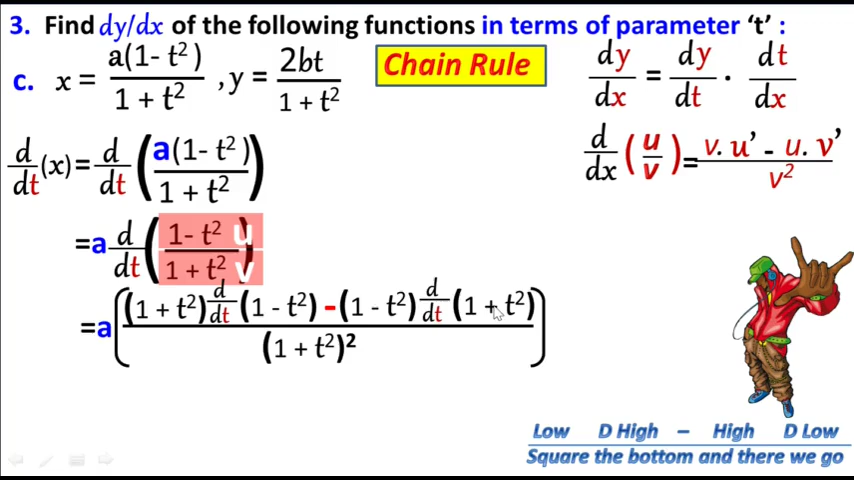 3. Find dy/dx of the following functions in terms of parameter ‘t’ :
c. x = a(1- t²) / 1 + t² , y = 2bt / 1 + t²
Chain Rule
dy/dx = dy/dt · dt/dx
d/dx (u/v) = v. u’ - u. v’ / v²
d/dt (x) = d/dt (a(1- t²) / 1 + t²)
=a d/dt (1- t² / 1 + t²) u v
=a ((1 + t²) d/dt (1 - t²) - (1 - t²) d/dt (1 + t²) / (1 + t²)²)
Low D High – High D Low
Square the bottom and there we go